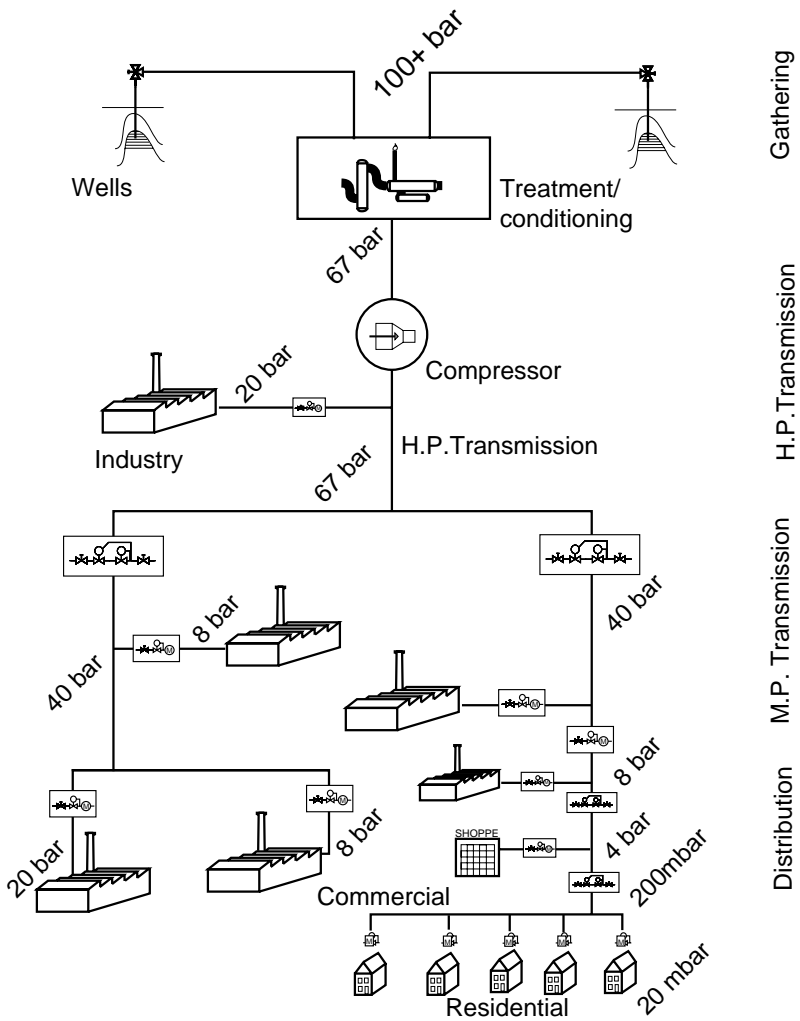 100+ bar
Gathering
Wells
Treatment/
conditioning
67 bar
H.P.Transmission
Compressor
20 bar
M
H.P.Transmission
Industry
67 bar
8 bar
M
40 bar
M.P. Transmission
40 bar
M
M
8 bar
M
M
M
Distribution
SHOPPE
M
4 bar
20 bar
8 bar
200mbar
Commercial
M
M
M
M
M
20 mbar
Residential